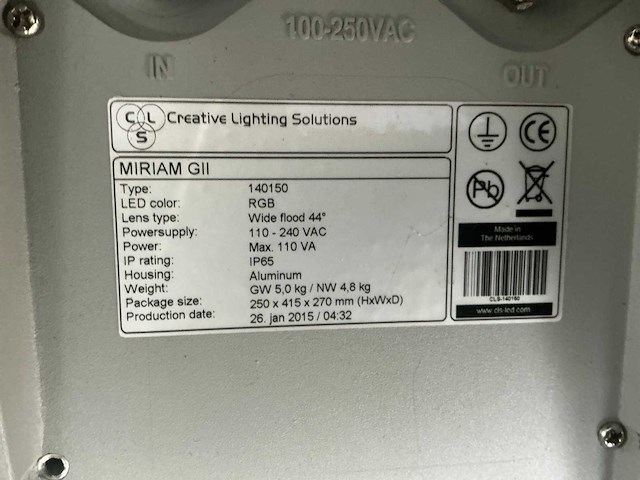 100-250VAC
IN
OUT
C L S
Creative Lighting Solutions
MIRIAM GII
Type: 140150
LED color: RGB
Lens type: Wide flood 44°
Powersupply: 110 - 240 VAC
Power: Max. 110 VA
IP rating: IP65
Housing: Aluminum
Weight: GW 5,0 kg / NW 4,8 kg
Package size: 250 x 415 x 270 mm (HxWxD)
Production date: 26. jan 2015 / 04:32
CE
Pb
Made in
The Netherlands
CLS-140150
www.cls-led.com